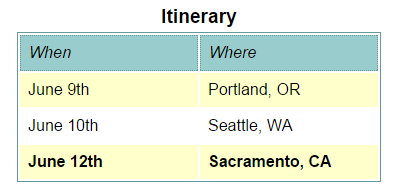 Itinerary
When Where
June 9th Portland, OR
June 10th Seattle, WA
June 12th Sacramento, CA